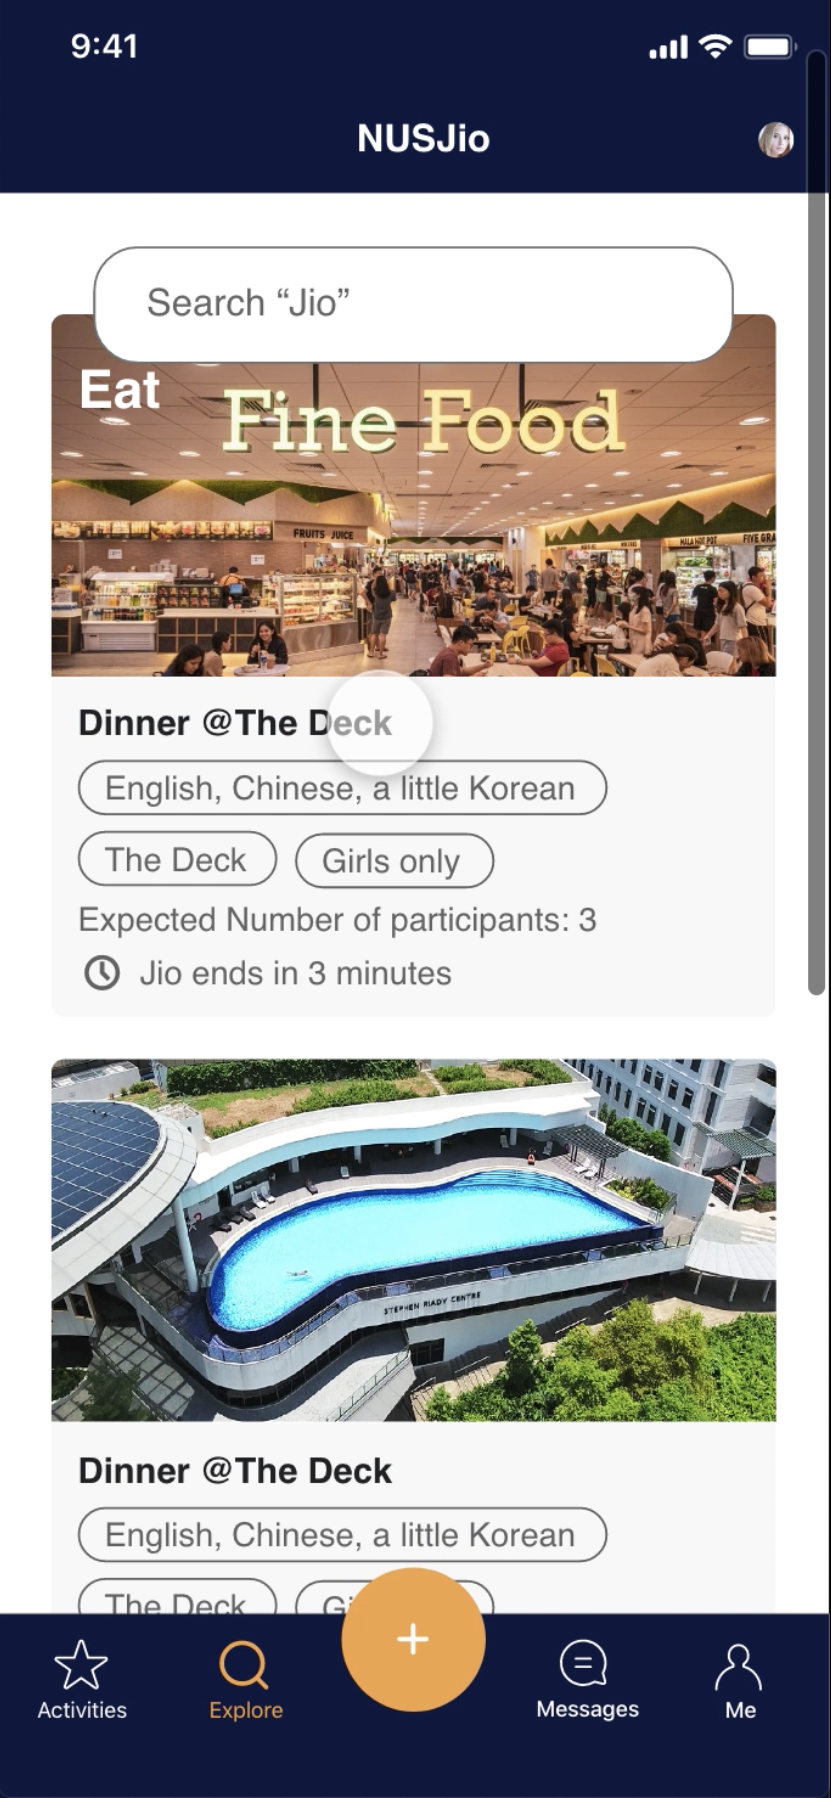 9:41
NUSJio
Search “Jio”
Eat
Fine Food
FRUITS JUICE
MALA HOT POT
FIVE GRA
Dinner @The Deck
English, Chinese, a little Korean
The Deck
Girls only
Expected Number of participants: 3
Jio ends in 3 minutes
STEPHEN RIADY CENTRE
Dinner @The Deck
English, Chinese, a little Korean
The Deck
Gi
+
Activities
Explore
Messages
Me